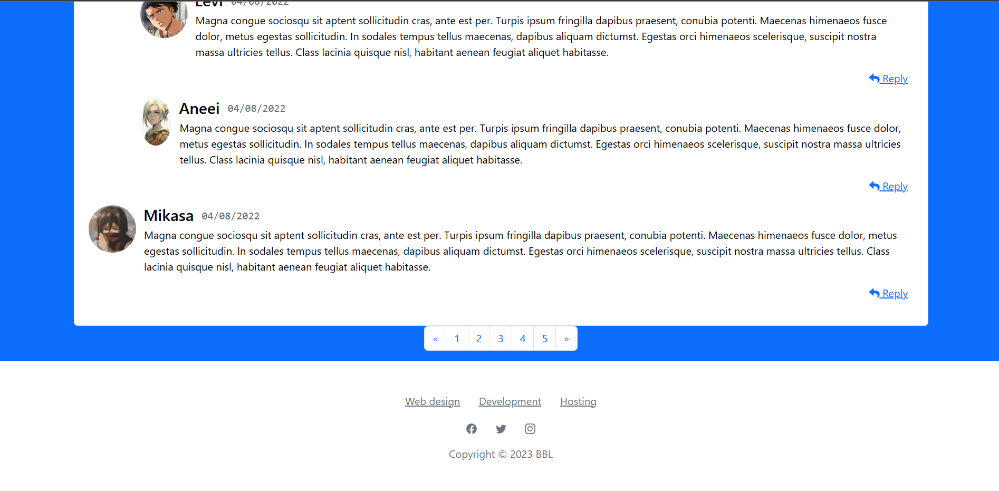 Levi 04/08/2022
Magna congue sociosqu sit aptent sollicitudin cras, ante est per. Turpis ipsum fringilla dapibus praesent, conubia potenti. Maecenas himenaeos fusce
dolor, metus egestas sollicitudin. In sodales tempus tellus maecenas, dapibus aliquam dictumst. Egestas orci himenaeos scelerisque, suscipit nostra
massa ultricies tellus. Class lacinia quisque nisl, habitant aenean feugiat aliquet habitasse.
Reply
Aneei 04/08/2022
Magna congue sociosqu sit aptent sollicitudin cras, ante est per. Turpis ipsum fringilla dapibus praesent, conubia potenti. Maecenas himenaeos fusce dolor,
metus egestas sollicitudin. In sodales tempus tellus maecenas, dapibus aliquam dictumst. Egestas orci himenaeos scelerisque, suscipit nostra massa ultricies
tellus. Class lacinia quisque nisl, habitant aenean feugiat aliquet habitasse.
Reply
Mikasa 04/08/2022
Magna congue sociosqu sit aptent sollicitudin cras, ante est per. Turpis ipsum fringilla dapibus praesent, conubia potenti. Maecenas himenaeos fusce dolor, metus
egestas sollicitudin. In sodales tempus tellus maecenas, dapibus aliquam dictumst. Egestas orci himenaeos scelerisque, suscipit nostra massa ultricies tellus. Class
lacinia quisque nisl, habitant aenean feugiat aliquet habitasse.
Reply
« 1 2 3 4 5 »
Web design Development Hosting
Copyright © 2023 BBL